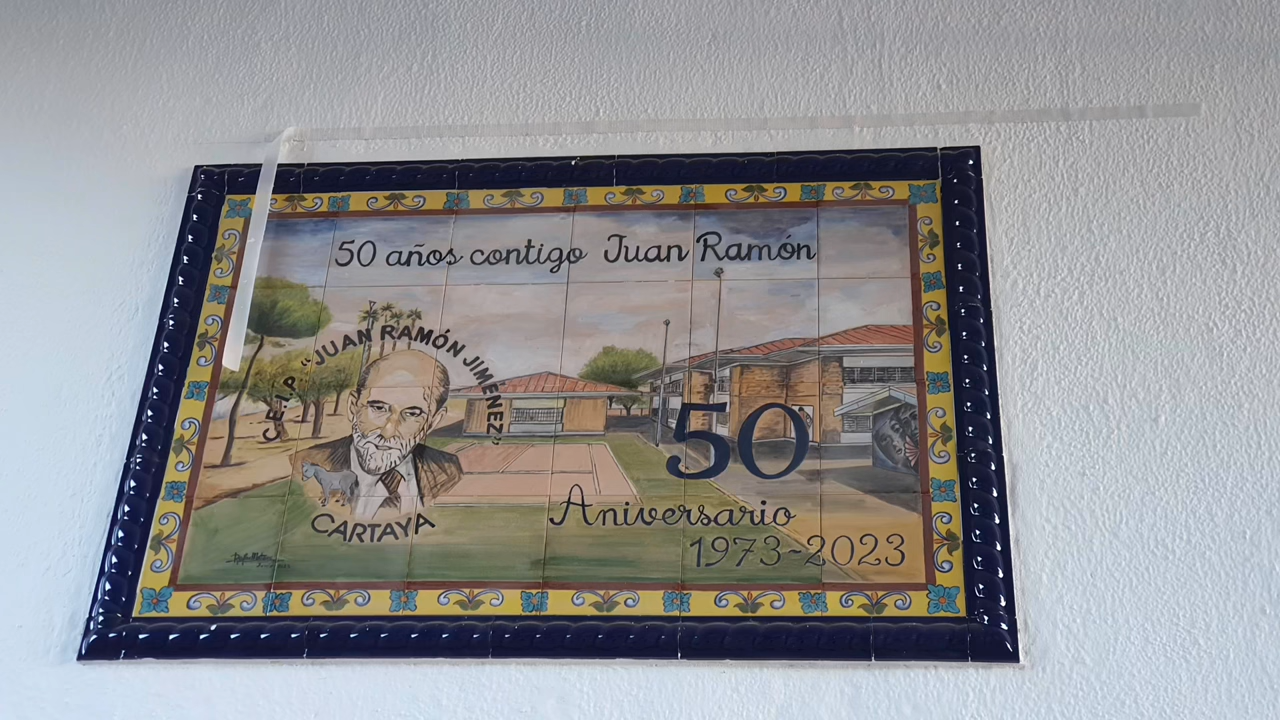 50 años contigo Juan Ramón
C.E.I.P. "JUAN RAMÓN JIMENEZ"
CARTAYA
50
Aniversario
1973-2023